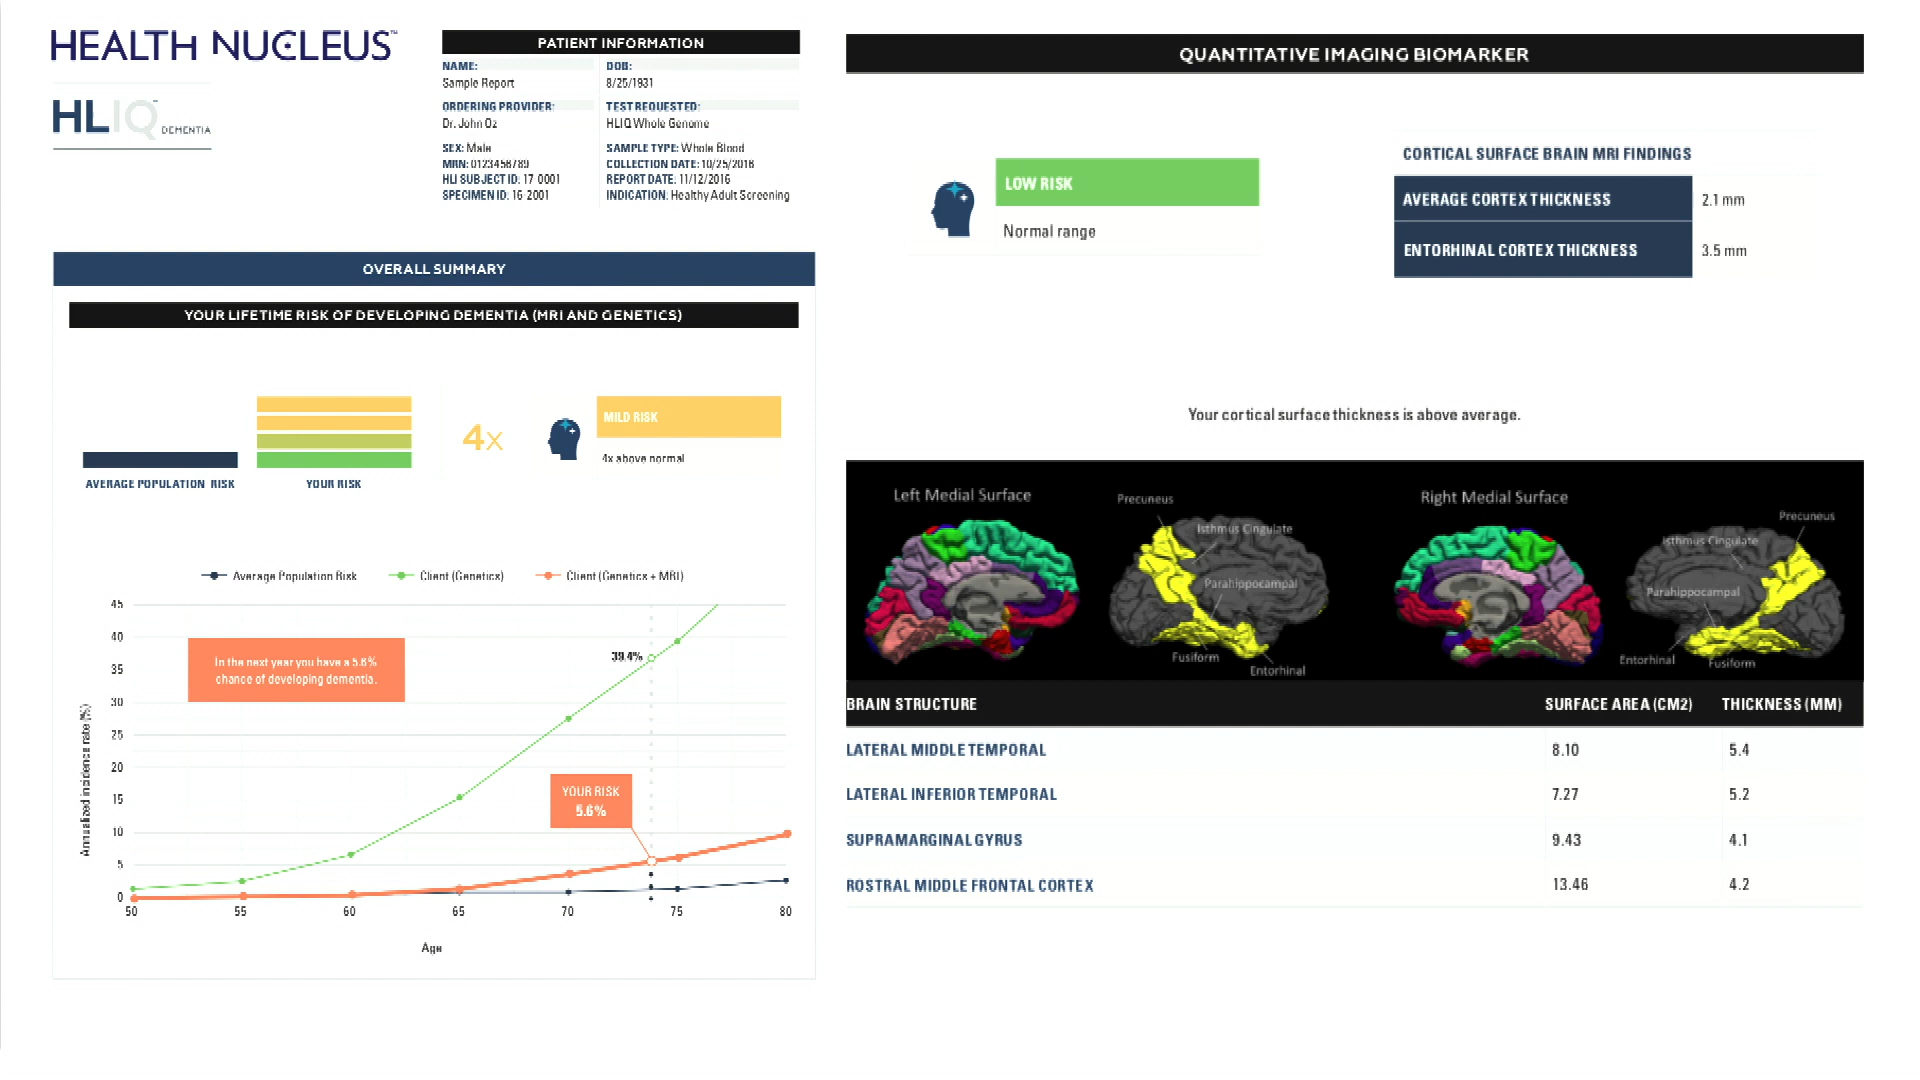 HEALTH NUCLEUS™
HLIQ™ DEMENTIA
PATIENT INFORMATION
NAME:
Sample Report
DOB:
8/25/1931
ORDERING PROVIDER:
Dr. John Oz
TEST REQUESTED:
HLIQ Whole Genome
SEX: Male
MRN: 0123456789
HLI SUBJECT ID: 17-0001
SPECIMEN ID: 16-2001
SAMPLE TYPE: Whole Blood
COLLECTION DATE: 10/25/2016
REPORT DATE: 11/12/2016
INDICATION: Healthy Adult Screening
OVERALL SUMMARY
YOUR LIFETIME RISK OF DEVELOPING DEMENTIA (MRI AND GENETICS)
AVERAGE POPULATION RISK
YOUR RISK
4x
MILD RISK
4x above normal
Average Population Risk
Client (Genetics)
Client (Genetics + MRI)
Annualized incidence rate (%)
45
40
35
30
25
20
15
10
5
0
In the next year you have a 5.6%
chance of developing dementia.
39.4%
YOUR RISK
5.6%
50 55 60 65 70 75 80
Age
QUANTITATIVE IMAGING BIOMARKER
LOW RISK
Normal range
CORTICAL SURFACE BRAIN MRI FINDINGS
AVERAGE CORTEX THICKNESS 2.1 mm
ENTORHINAL CORTEX THICKNESS 3.5 mm
Your cortical surface thickness is above average.
Left Medial Surface
Precuneus
Isthmus Cingulate
Parahippocampal
Fusiform
Entorhinal
Right Medial Surface
Precuneus
Isthmus Cingulate
Parahippocampal
Entorhinal
Fusiform
BRAIN STRUCTURE SURFACE AREA (CM2) THICKNESS (MM)
LATERAL MIDDLE TEMPORAL 8.10 5.4
LATERAL INFERIOR TEMPORAL 7.27 5.2
SUPRAMARGINAL GYRUS 9.43 4.1
ROSTRAL MIDDLE FRONTAL CORTEX 13.46 4.2